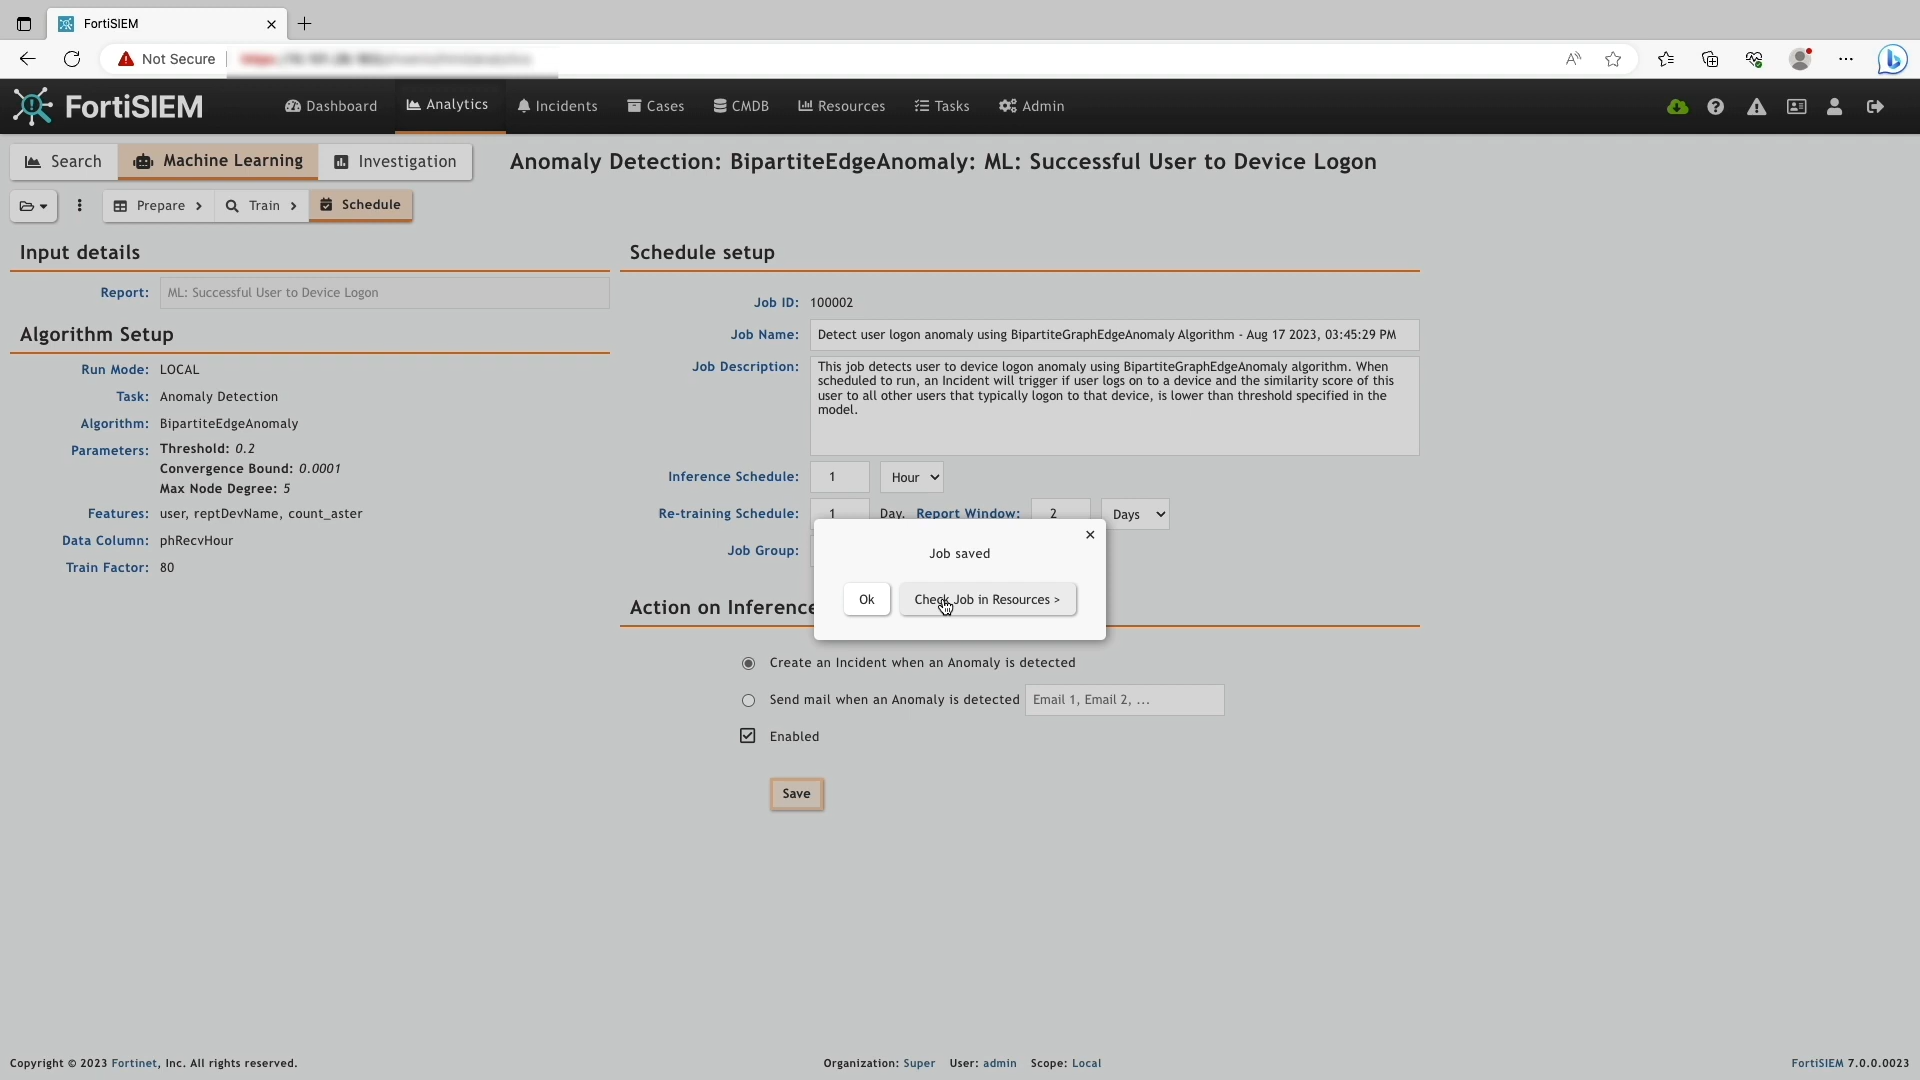 FortiSIEM
Not Secure
FortiSIEM
Dashboard
Analytics
Incidents
Cases
CMDB
Resources
Tasks
Admin
Search
Machine Learning
Investigation
Anomaly Detection: BipartiteEdgeAnomaly: ML: Successful User to Device Logon
Prepare
Train
Schedule
Input details
Report: ML: Successful User to Device Logon
Algorithm Setup
Run Mode: LOCAL
Task: Anomaly Detection
Algorithm: BipartiteEdgeAnomaly
Parameters: Threshold: 0.2
Convergence Bound: 0.0001
Max Node Degree: 5
Features: user, reptDevName, count_aster
Data Column: phRecvHour
Train Factor: 80
Schedule setup
Job ID: 100002
Job Name: Detect user logon anomaly using BipartiteGraphEdgeAnomaly Algorithm - Aug 17 2023, 03:45:29 PM
Job Description: This job detects user to device logon anomaly using BipartiteGraphEdgeAnomaly algorithm. When
scheduled to run, an Incident will trigger if user logs on to a device and the similarity score of this
user to all other users that typically logon to that device, is lower than threshold specified in the
model.
Inference Schedule: 1 Hour
Re-training Schedule: 1 Day. Report Window: 2 Days
Job Group:
Job saved
Ok
Check Job in Resources >
Action on Inference
Create an Incident when an Anomaly is detected
Send mail when an Anomaly is detected Email 1, Email 2, ...
Enabled
Save
Copyright © 2023 Fortinet, Inc. All rights reserved.
Organization: Super User: admin Scope: Local
FortiSIEM 7.0.0.0023